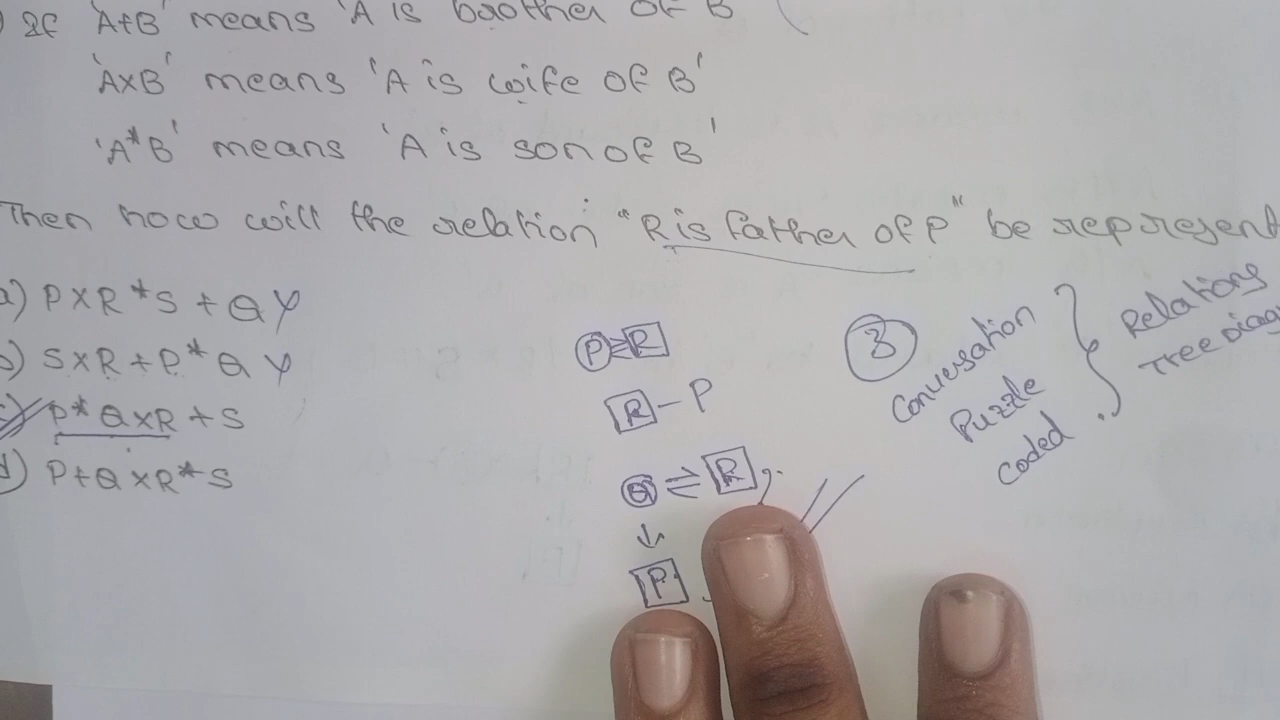 ) If 'A+B' means 'A is brother of B'
'A×B' means 'A is wife of B'
'A*B' means 'A is son of B'
Then how will the relation "R is father of P" be represent
a) P×R*S+Q
b) S×R+P*Q
c) P*Q×R+S
d) P+Q×R*S
P ⇌ R
R – P
Q ⇌ R
↓
P
3
Conversation
Puzzle
Coded
Relations
Tree Diag